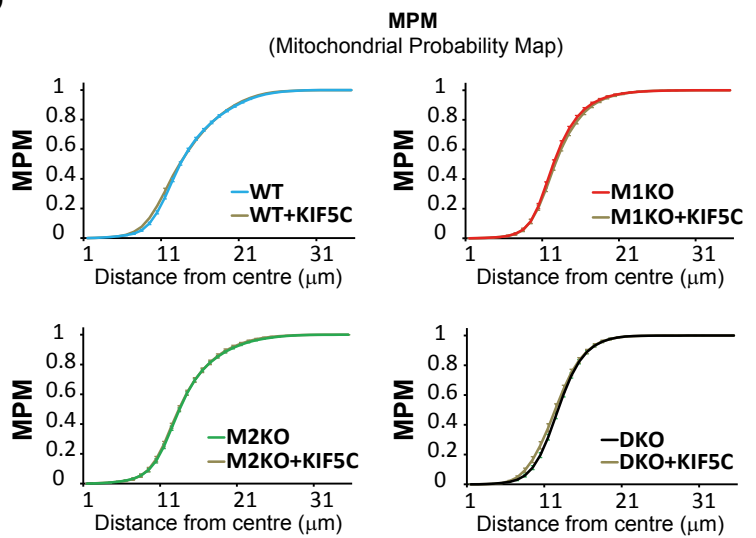 MPM
(Mitochondrial Probability Map)
MPM
1
0.8
0.6
0.4
0.2
0
WT
WT+KIF5C
1 11 21 31
Distance from centre (μm)
MPM
1
0.8
0.6
0.4
0.2
0
M1KO
M1KO+KIF5C
1 11 21 31
Distance from centre (μm)
MPM
1
0.8
0.6
0.4
0.2
0
M2KO
M2KO+KIF5C
1 11 21 31
Distance from centre (μm)
MPM
1
0.8
0.6
0.4
0.2
0
DKO
DKO+KIF5C
1 11 21 31
Distance from centre (μm)